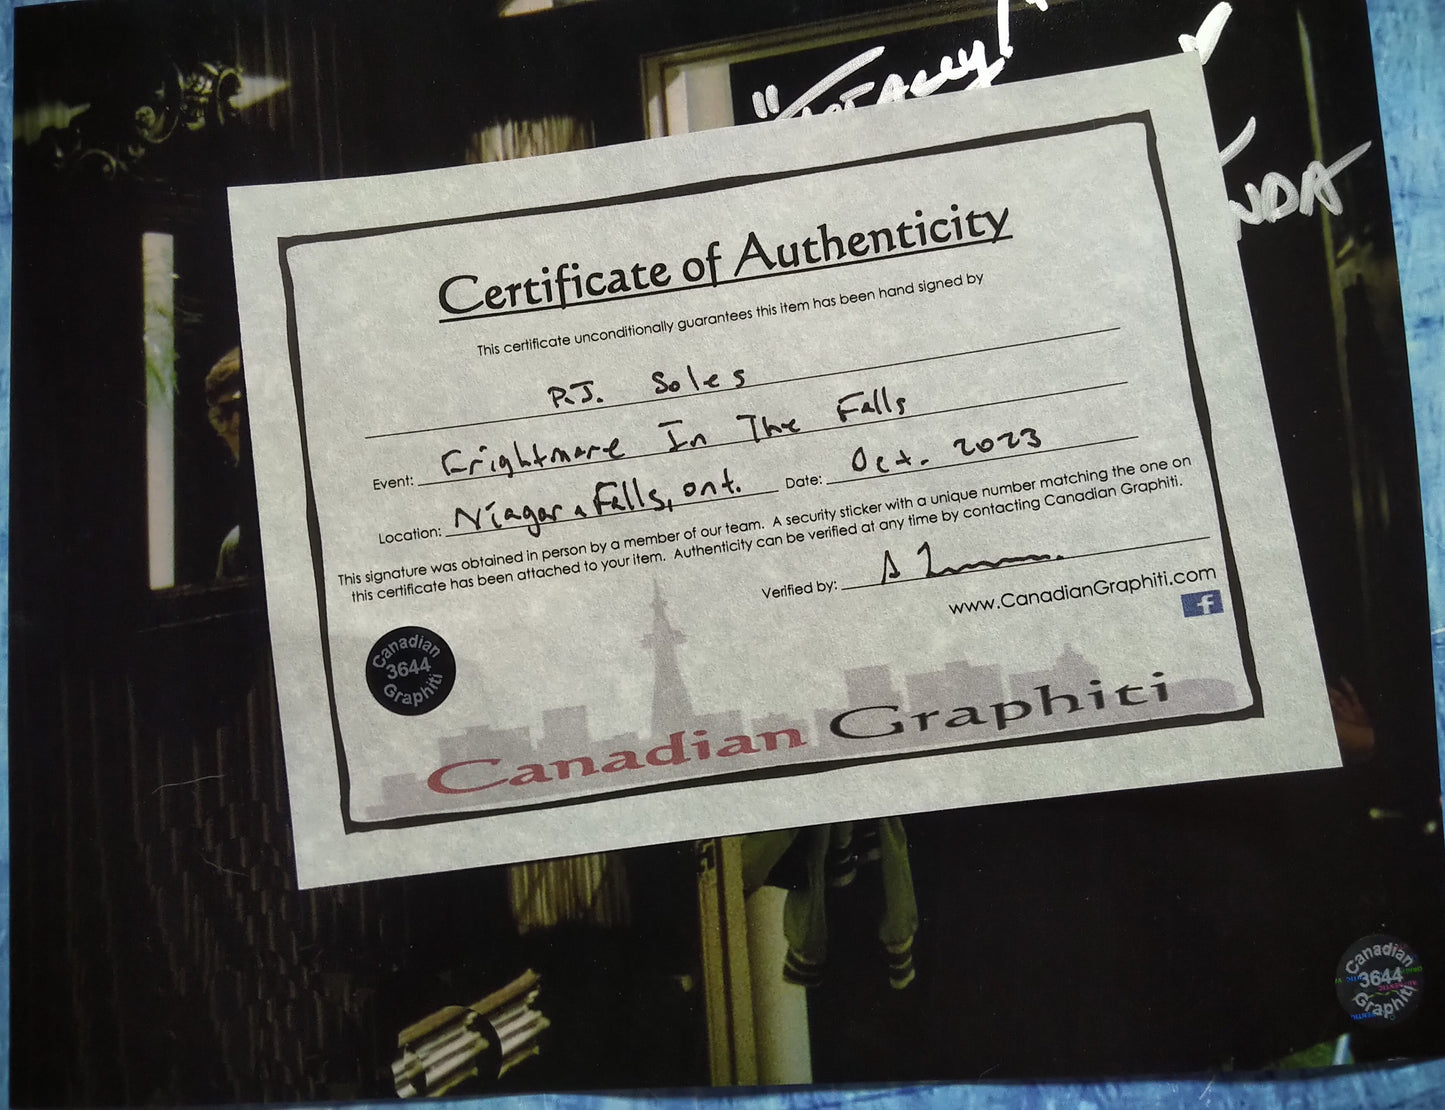 "TOTALLY!"
NDA
Certificate of Authenticity
This certificate unconditionally guarantees this item has been hand signed by
P.J. Soles
Event: Frightmare In The Falls
Location: Niagara Falls, ont. Date: Oct. 2023
This signature was obtained in person by a member of our team. A security sticker with a unique number matching the one on
this certificate has been attached to your item. Authenticity can be verified at any time by contacting Canadian Graphiti.
Verified by:
www.CanadianGraphiti.com
f
Canadian
3644
Graphiti
Canadian Graphiti
Canadian
3644
Graphiti